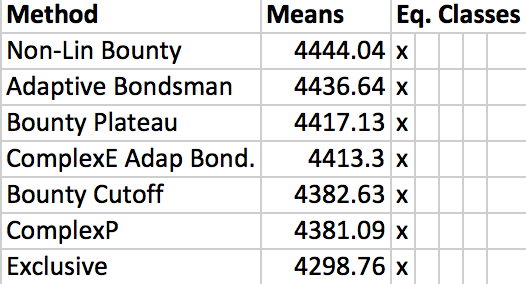 Method Means Eq. Classes
Non-Lin Bounty 4444.04 x
Adaptive Bondsman 4436.64 x
Bounty Plateau 4417.13 x
ComplexE Adap Bond. 4413.3 x
Bounty Cutoff 4382.63 x
ComplexP 4381.09 x
Exclusive 4298.76 x